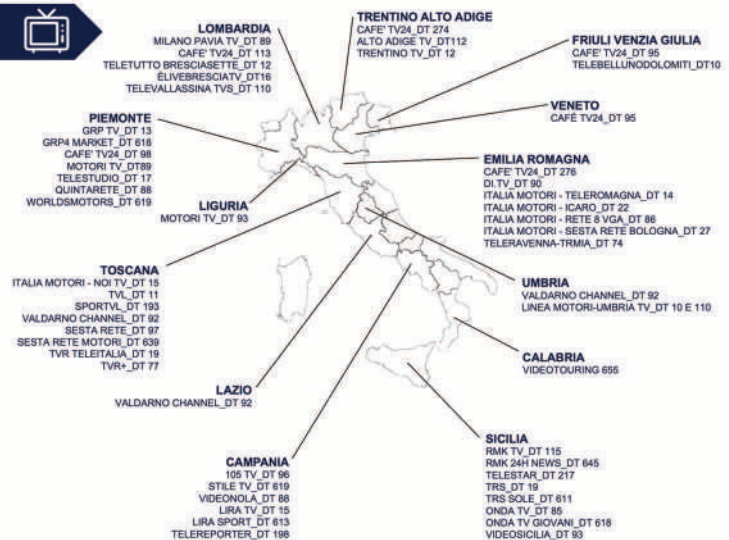 LOMBARDIA
MILANO PAVIA TV_DT 89
CAFE' TV24_DT 113
TELETUTTO BRESCIASETTE_DT 12
ÈLIVEBRESCIATV_DT16
TELEVALLASSINA TVS_DT 110
TRENTINO ALTO ADIGE
CAFE' TV24_DT 274
ALTO ADIGE TV_DT112
TRENTINO TV_DT 12
FRIULI VENZIA GIULIA
CAFE' TV24_DT 95
TELEBELLUNODOLOMITI_DT10
VENETO
CAFÉ TV24_DT 95
PIEMONTE
GRP TV_DT 13
GRP4 MARKET_DT 618
CAFE' TV24_DT 98
MOTORI TV_DT89
TELESTUDIO_DT 17
QUINTARETE_DT 88
WORLDSMOTORS_DT 619
LIGURIA
MOTORI TV_DT 93
EMILIA ROMAGNA
CAFE' TV24_DT 276
DI.TV_DT 90
ITALIA MOTORI - TELEROMAGNA_DT 14
ITALIA MOTORI - ICARO_DT 22
ITALIA MOTORI - RETE 8 VGA_DT 86
ITALIA MOTORI - SESTA RETE BOLOGNA_DT 27
TELERAVENNA-TRMIA_DT 74
TOSCANA
ITALIA MOTORI - NOI TV_DT 15
TVL_DT 11
SPORTVL_DT 193
VALDARNO CHANNEL_DT 92
SESTA RETE_DT 97
SESTA RETE MOTORI_DT 639
TVR TELEITALIA_DT 19
TVR+_DT 77
UMBRIA
VALDARNO CHANNEL_DT 92
LINEA MOTORI-UMBRIA TV_DT 10 E 110
CALABRIA
VIDEOTOURING 655
LAZIO
VALDARNO CHANNEL_DT 92
CAMPANIA
105 TV_DT 96
STILE TV_DT 619
VIDEONOLA_DT 88
LIRA TV_DT 15
LIRA SPORT_DT 613
TELEREPORTER_DT 198
SICILIA
RMK TV_DT 115
RMK 24H NEWS_DT 645
TELESTAR_DT 217
TRS_DT 19
TRS SOLE_DT 611
ONDA TV_DT 85
ONDA TV GIOVANI_DT 618
VIDEOSICILIA_DT 93